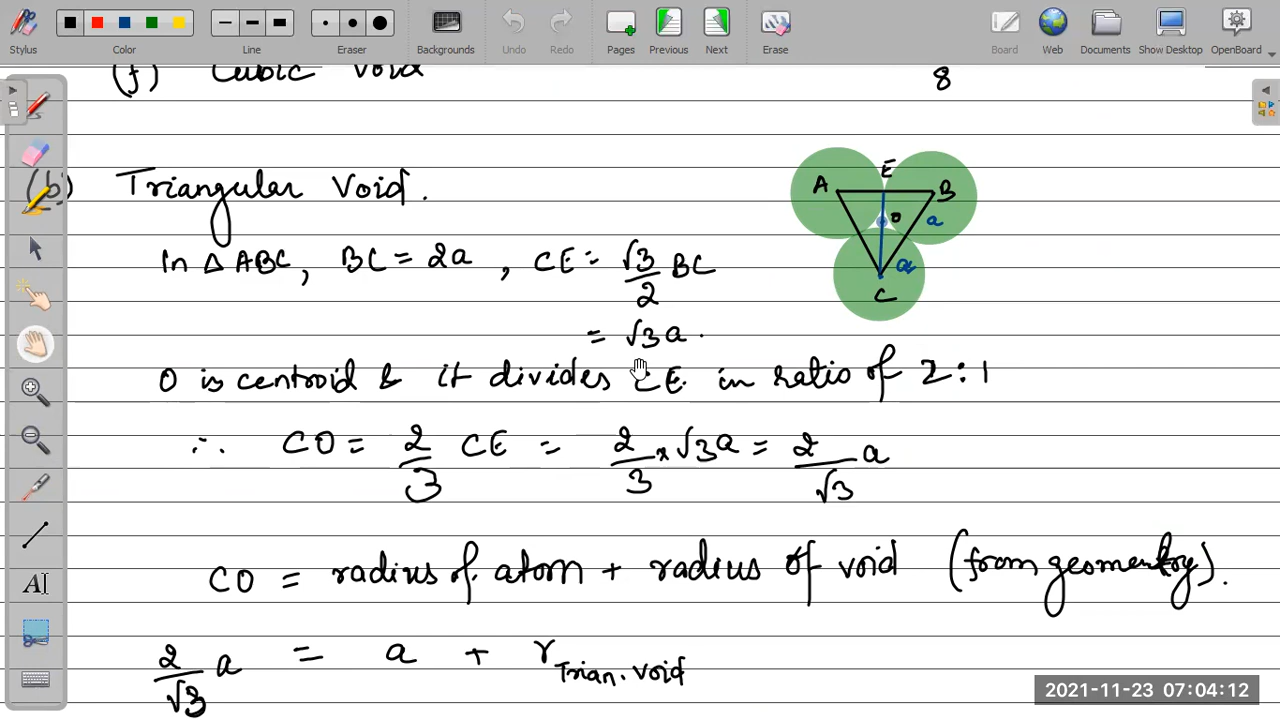 Stylus Color Line Eraser Backgrounds Undo Redo Pages Previous Next Erase Board Web Documents Show Desktop OpenBoard
(f) Cubic Void 8
(b) Triangular Void.
In △ ABC, BC = 2a , CE = √3/2 BC
= √3a .
O is centroid & it divides CE in ratio of 2:1
∴ CO = 2/3 CE = 2/3 × √3a = 2/√3 a
CO = radius of atom + radius of void (from geomentry).
2/√3 a = a + r Trian. Void
A E B
O a
a
C
AI
2021-11-23 07:04:12